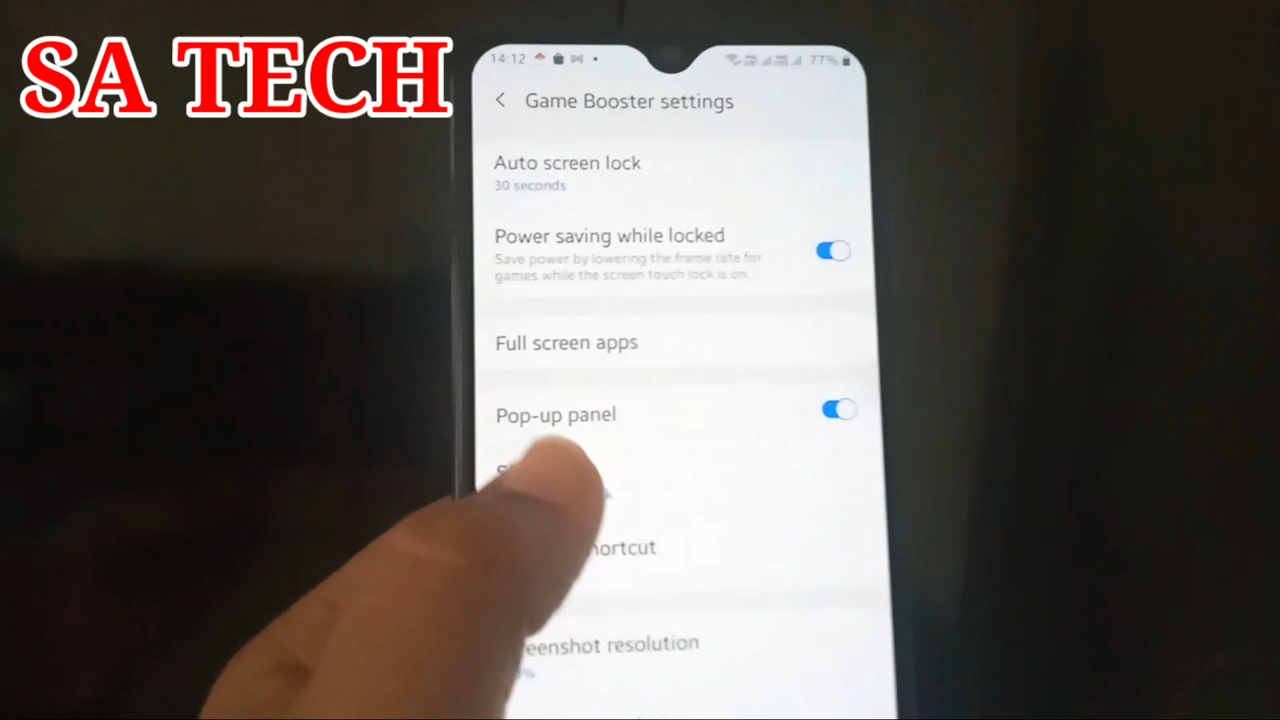 SA TECH
14:12
77%
Game Booster settings
Auto screen lock
30 seconds
Power saving while locked
Save power by lowering the frame rate for
games while the screen touch lock is on.
Full screen apps
Pop-up panel
hortcut
eenshot resolution